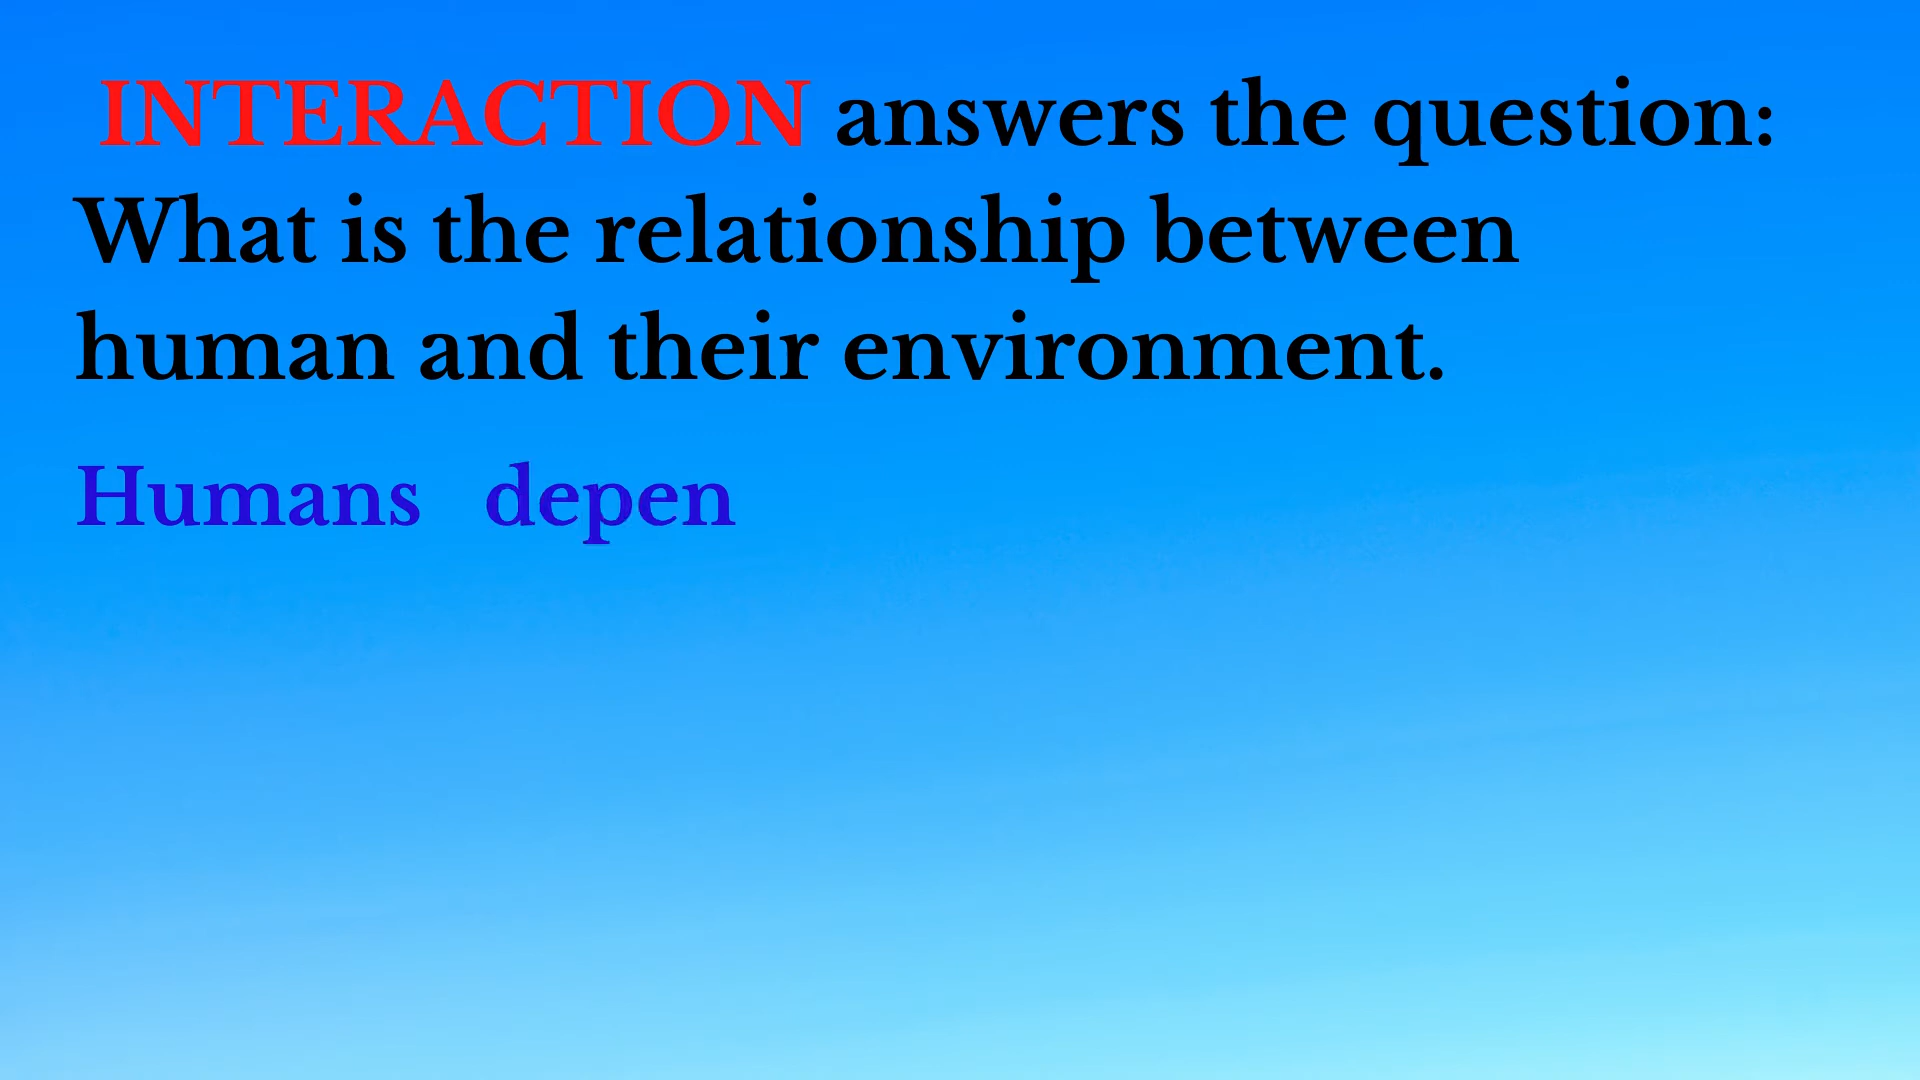 INTERACTION answers the question:
What is the relationship between
human and their environment.
Humans depen